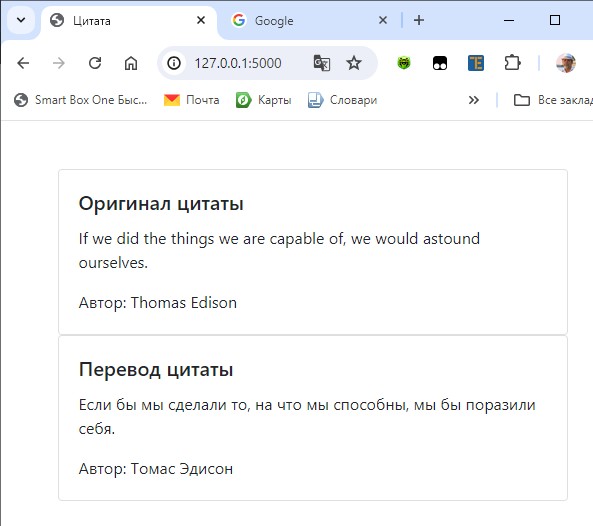 Цитата
Google
127.0.0.1:5000
Smart Box One Быс...
Почта
Карты
Словари
Все заклад
Оригинал цитаты
If we did the things we are capable of, we would astound
ourselves.
Автор: Thomas Edison
Перевод цитаты
Если бы мы сделали то, на что мы способны, мы бы поразили
себя.
Автор: Томас Эдисон